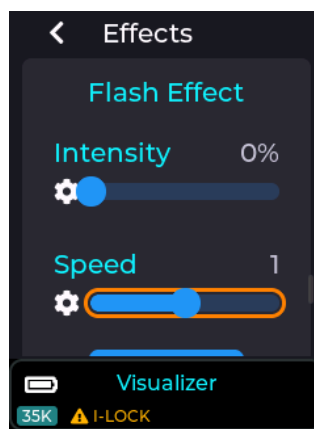 Effects
Flash Effect
Intensity 0%
Speed 1
Visualizer
35K I-LOCK